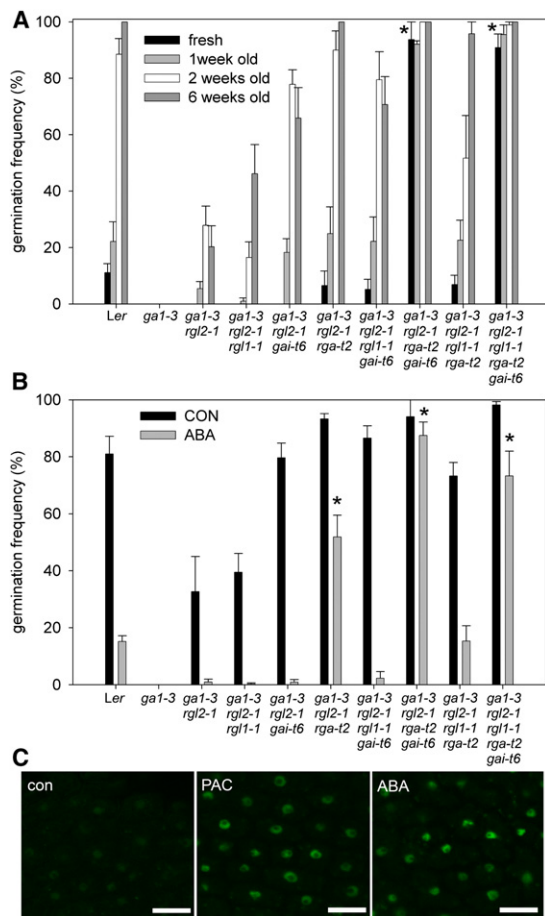 A
germination frequency (%)
100
80
60
40
20
0
fresh
1week old
2 weeks old
6 weeks old
*
*
Ler
ga1-3
ga1-3
rgl2-1
ga1-3
rgl2-1
rgl1-1
ga1-3
rgl2-1
gai-t6
ga1-3
rgl2-1
rga-t2
ga1-3
rgl2-1
rgl1-1
gai-t6
ga1-3
rgl2-1
rga-t2
gai-t6
ga1-3
rgl2-1
rgl1-1
rga-t2
ga1-3
rgl2-1
rgl1-1
rga-t2
gai-t6
B
germination frequency (%)
100
80
60
40
20
0
CON
ABA
*
*
*
Ler
ga1-3
ga1-3
rgl2-1
ga1-3
rgl2-1
rgl1-1
ga1-3
rgl2-1
gai-t6
ga1-3
rgl2-1
rga-t2
ga1-3
rgl2-1
rgl1-1
gai-t6
ga1-3
rgl2-1
rga-t2
gai-t6
ga1-3
rgl2-1
rgl1-1
rga-t2
ga1-3
rgl2-1
rgl1-1
rga-t2
gai-t6
C
con
PAC
ABA